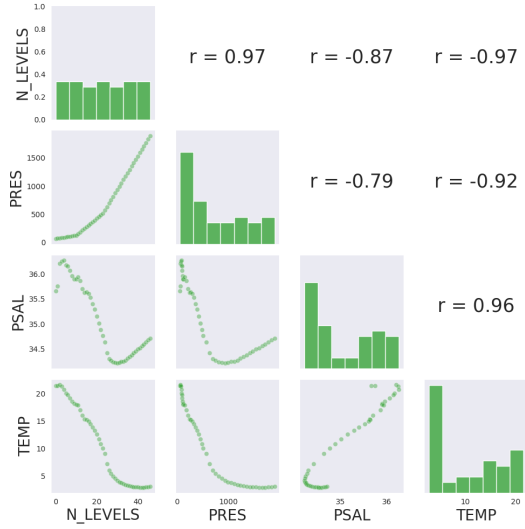 1.0
0.8
0.6
0.4
0.2
0.0
N_LEVELS
r = 0.97
r = -0.87
r = -0.97
1500
1000
500
0
PRES
r = -0.79
r = -0.92
36.0
35.5
35.0
34.5
PSAL
r = 0.96
20
15
10
5
TEMP
0 20 40
0 1000
35 36
10 20
N_LEVELS PRES PSAL TEMP